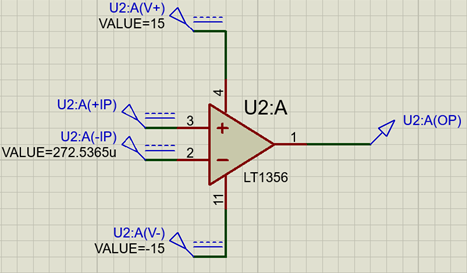 U2:A(V+)
VALUE=15
4
U2:A
U2:A(+IP)
3
+
U2:A(-IP)
VALUE=272.5365u
2
−
1
U2:A(OP)
LT1356
11
U2:A(V-)
VALUE=-15